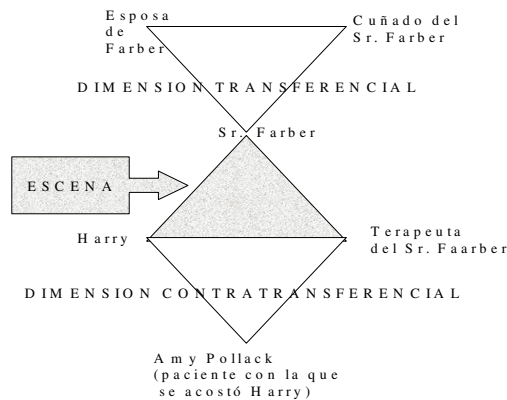 Esposa
de
Farber
Cuñado del
Sr. Farber
DIMENSION TRANSFERENCIAL
Sr. Farber
ESCENA
Harry
Terapeuta
del Sr. Faarber
DIMENSION CONTRATRANSFERENCIAL
Amy Pollack
(paciente con la que
se acostó Harry)